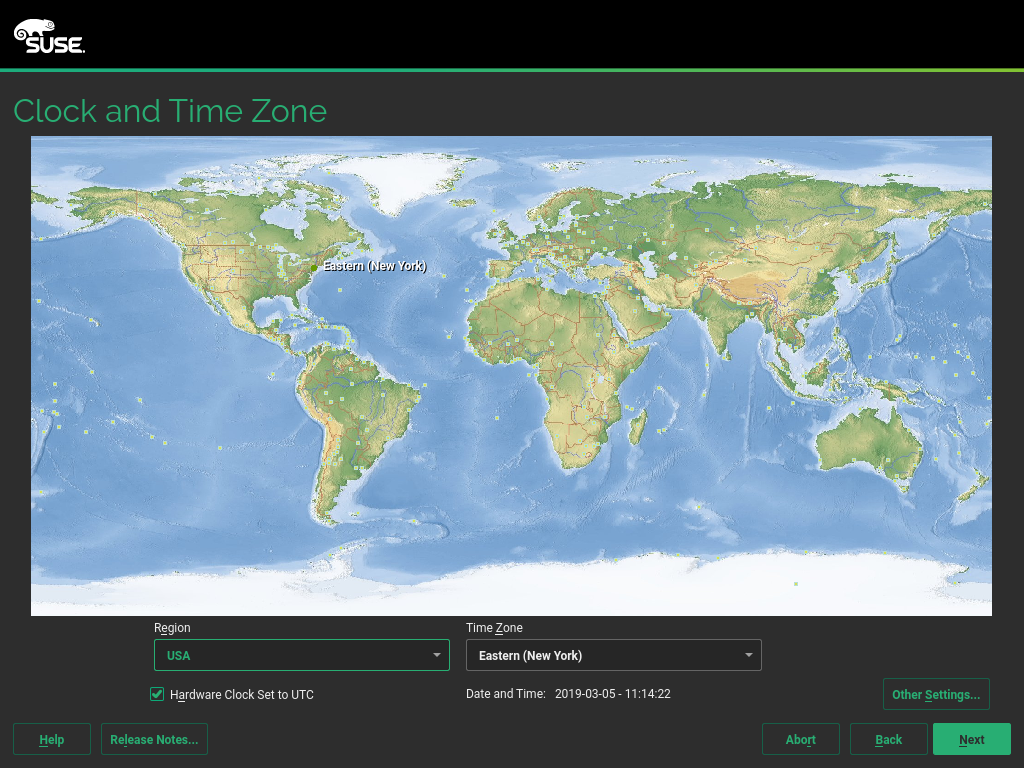 SUSE.
Clock and Time Zone
Eastern (New York)
Region
Time Zone
USA
Eastern (New York)
Hardware Clock Set to UTC
Date and Time: 2019-03-05 - 11:14:22
Other Settings...
Help
Release Notes...
Abort
Back
Next